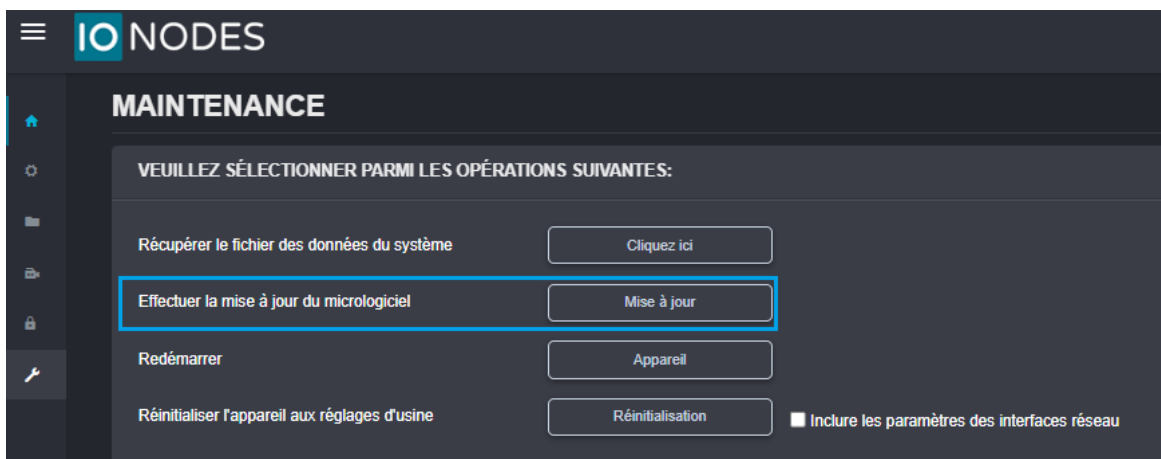 IO NODES
MAINTENANCE
VEUILLEZ SÉLECTIONNER PARMI LES OPÉRATIONS SUIVANTES:
Récupérer le fichier des données du système Cliquez ici
Effectuer la mise à jour du micrologiciel Mise à jour
Redémarrer Appareil
Réinitialiser l'appareil aux réglages d'usine Réinitialisation Inclure les paramètres des interfaces réseau